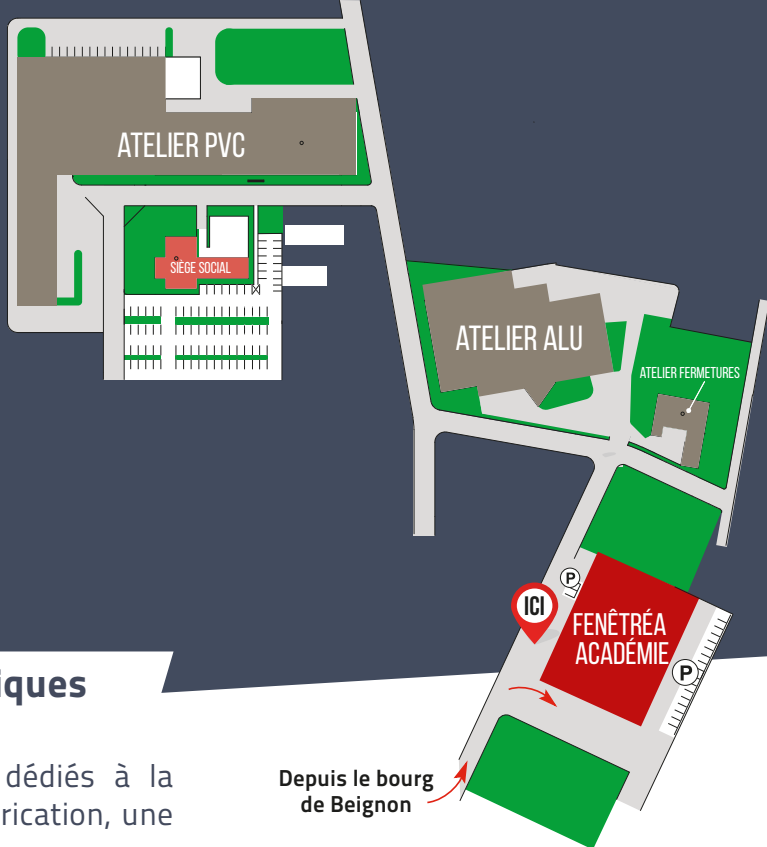 ATELIER PVC
SIÈGE SOCIAL
ATELIER ALU
ATELIER FERMETURES
P
ICI
FENÊTRÉA
ACADÉMIE
P
iques
dédiés à la
rication, une
Depuis le bourg
de Beignon